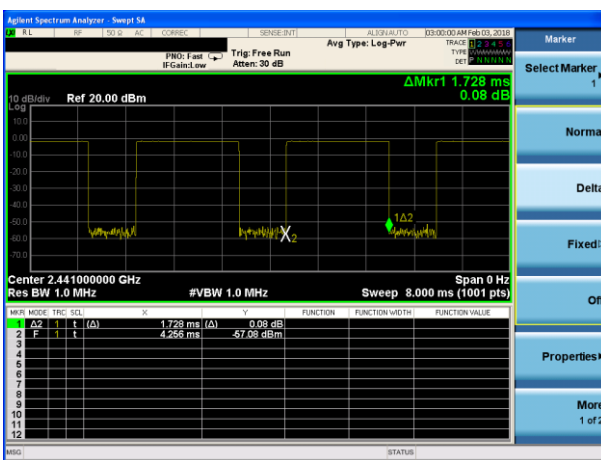 Agilent Spectrum Analyzer - Swept SA
RL RF 50 Ω AC CORREC SENSE:INT ALIGN AUTO 03:00:00 AM Feb 03, 2018
Avg Type: Log-Pwr
TRACE 1 2 3 4 5 6
TYPE
DET P N N N N N
PNO: Fast
IFGain:Low
Trig: Free Run
Atten: 30 dB
ΔMkr1 1.728 ms
0.08 dB
10 dB/div Ref 20.00 dBm
Log
10.0
0.00
-10.0
-20.0
-30.0
-40.0
-50.0
-60.0
-70.0
1Δ2
X2
Center 2.441000000 GHz Span 0 Hz
Res BW 1.0 MHz #VBW 1.0 MHz Sweep 8.000 ms (1001 pts)
MKR MODE TRC SCL X Y FUNCTION FUNCTION WIDTH FUNCTION VALUE
1 Δ2 1 t (Δ) 1.728 ms (Δ) 0.08 dB
2 F 1 t 4.256 ms -57.08 dBm
3
4
5
6
7
8
9
10
11
12
MSG STATUS
Marker
Select Marker
1
Norma
Delta
Fixed
Of
Properties
More
1 of 2